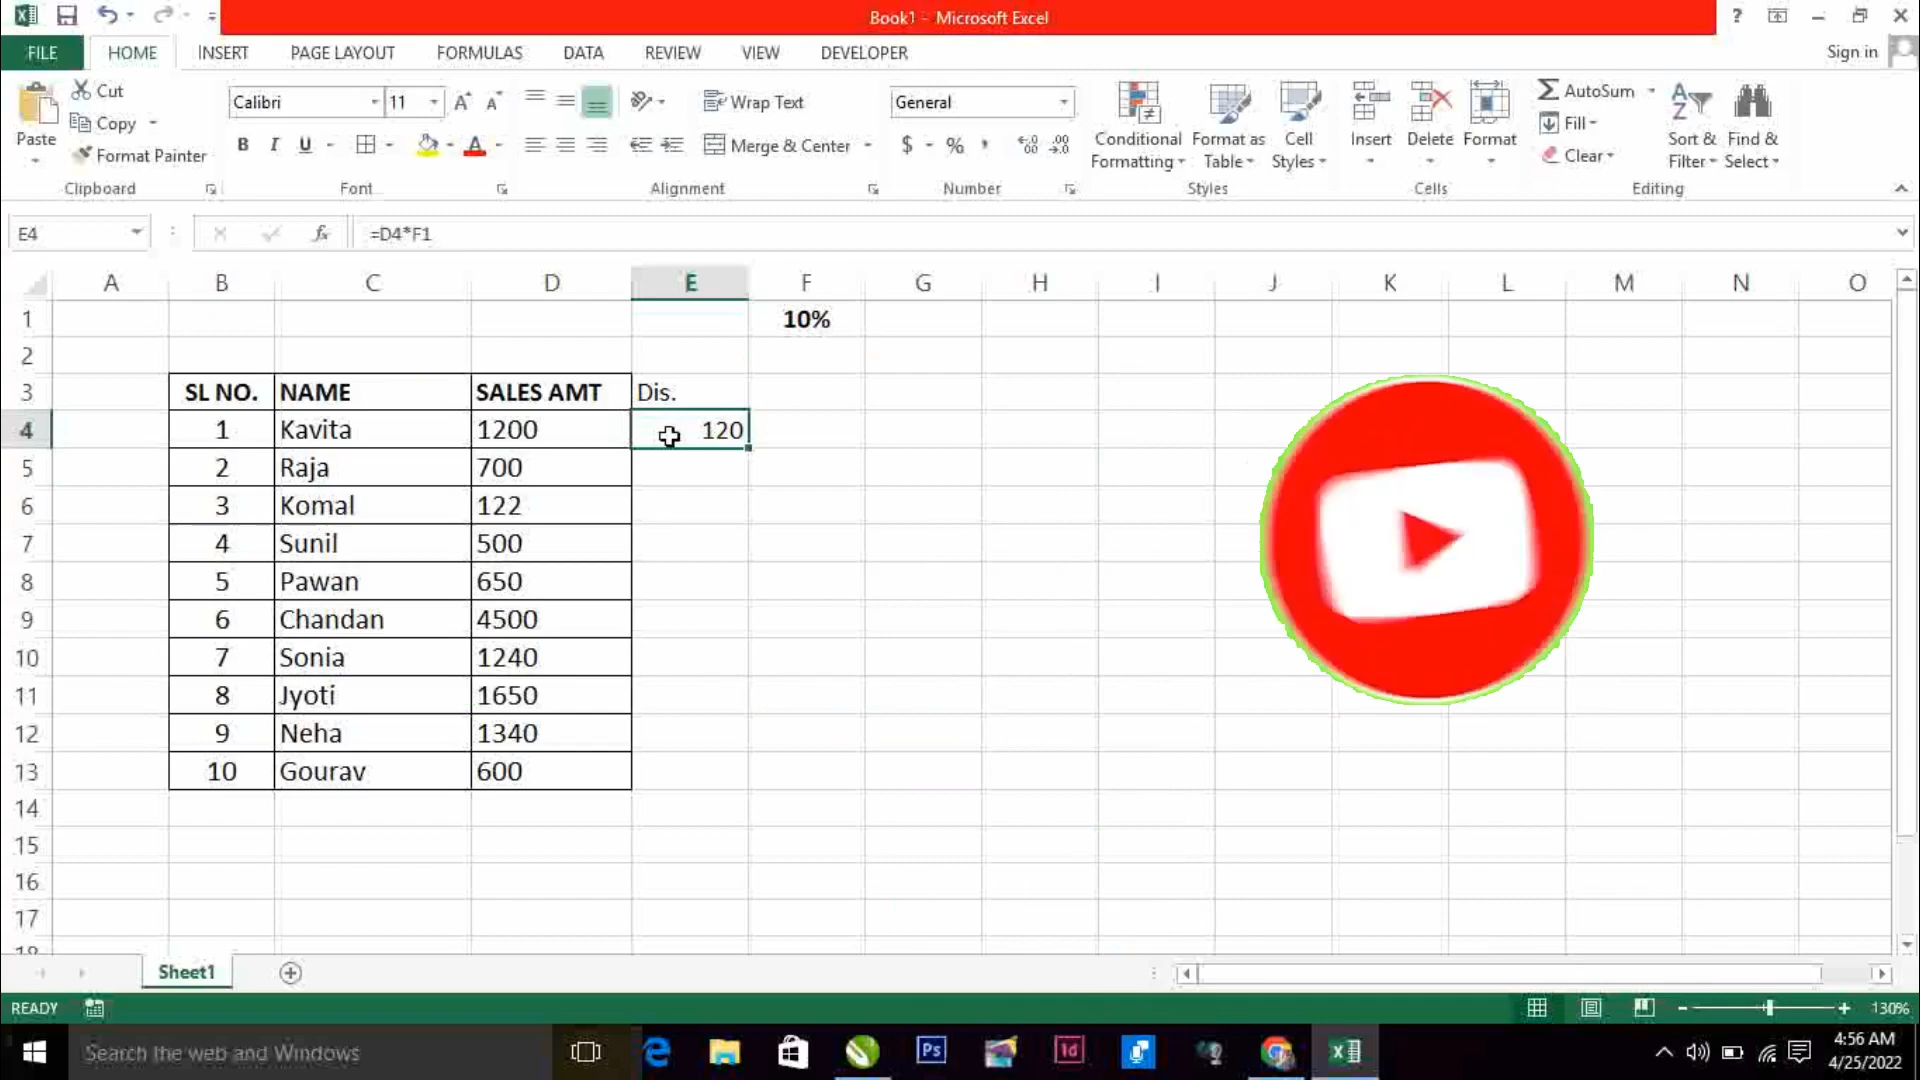 Book1 - Microsoft Excel
FILE HOME INSERT PAGE LAYOUT FORMULAS DATA REVIEW VIEW DEVELOPER Sign in
Paste Cut Copy Format Painter
Calibri 11 Wrap Text General
B I U Merge & Center $ % ,
Conditional Formatting Format as Table Cell Styles Insert Delete Format
AutoSum Fill Clear Sort & Filter Find & Select
Clipboard Font Alignment Number Styles Cells Editing
E4 fx =D4*F1
A B C D E F G H I J K L M N O
1 10%
2
3 SL NO. NAME SALES AMT Dis.
4 1 Kavita 1200 120
5 2 Raja 700
6 3 Komal 122
7 4 Sunil 500
8 5 Pawan 650
9 6 Chandan 4500
10 7 Sonia 1240
11 8 Jyoti 1650
12 9 Neha 1340
13 10 Gourav 600
14
15
16
17
18
Sheet1
READY 130%
Search the web and Windows Ps Id 4:56 AM
4/25/2022